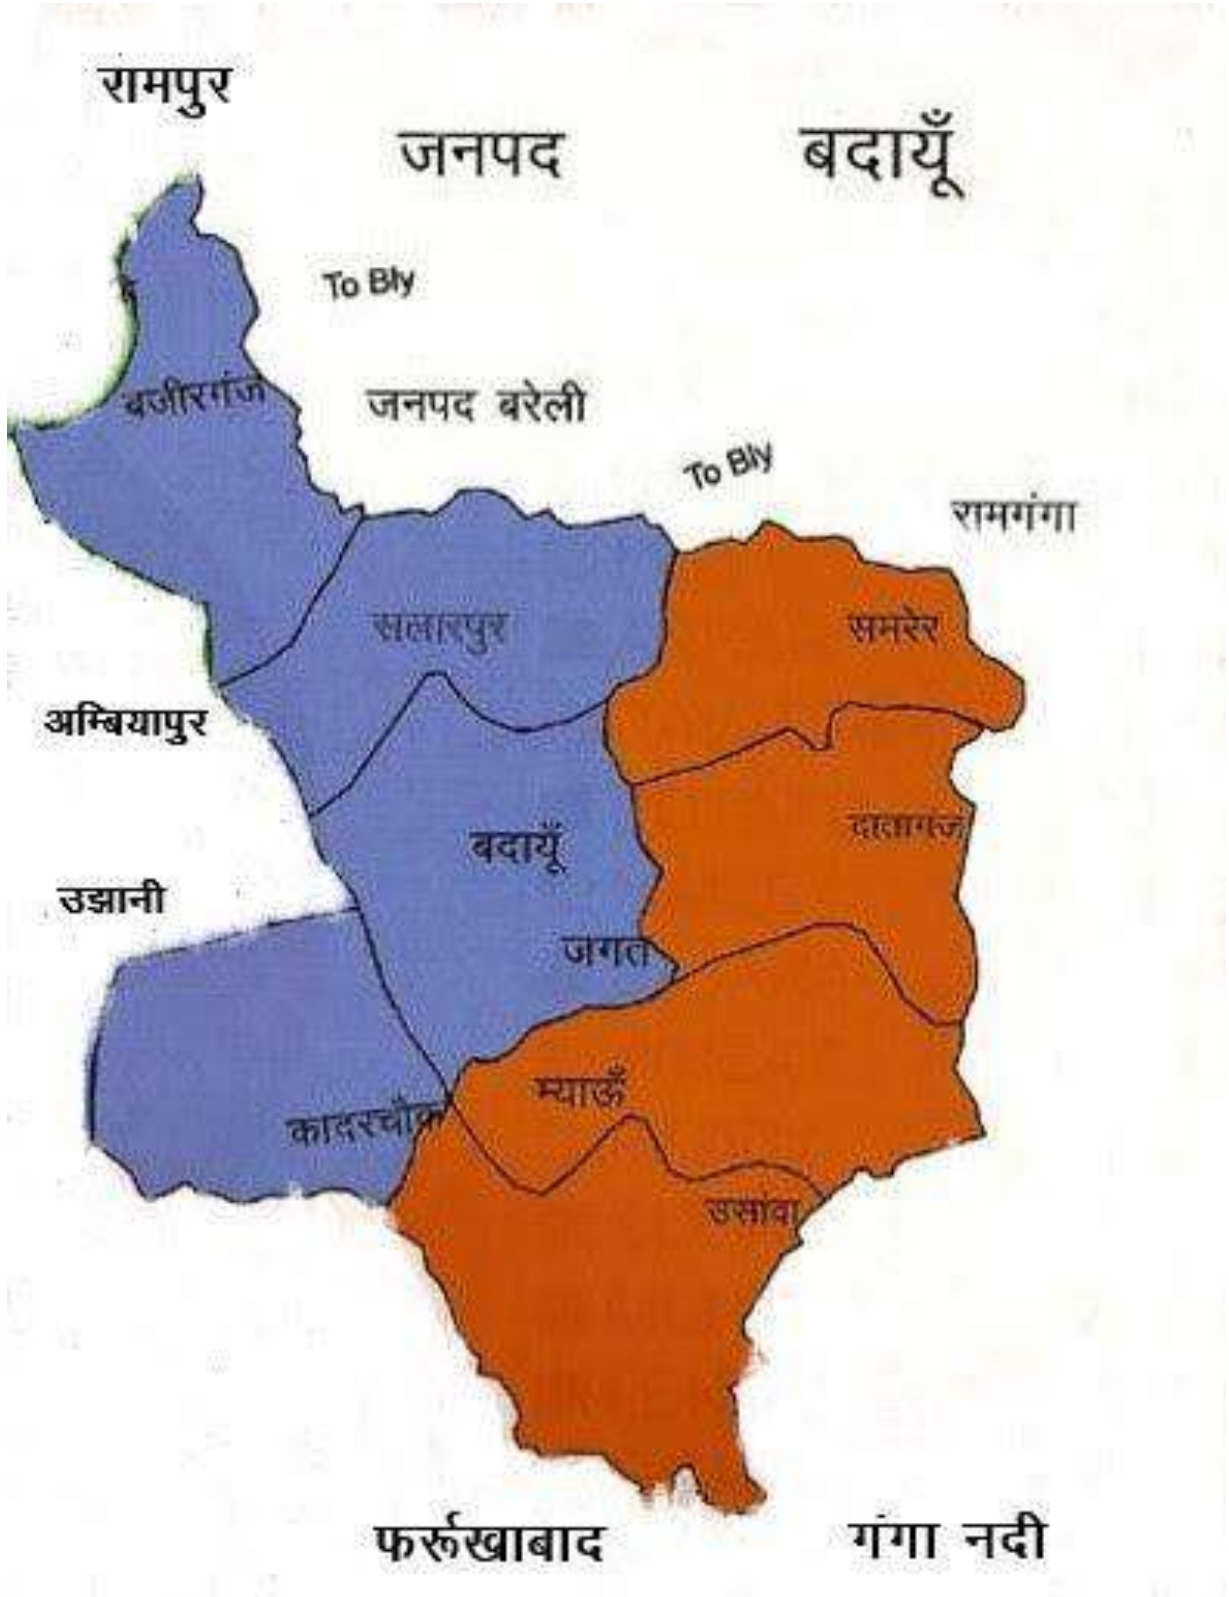 रामपुर
जनपद बदायूँ
To Bly
बजीरगंज
जनपद बरेली
To Bly
रामगंगा
सलारपुर
समरेर
अम्बियापुर
दातागंज
बदायूँ
उझानी
जगत
म्याऊँ
कादरचौक
उसांवा
फर्रूखाबाद
गंगा नदी